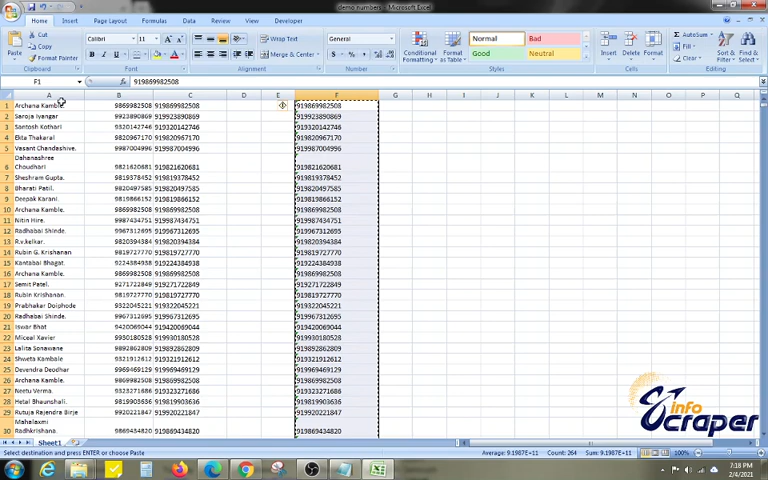 demo numbers - Microsoft Excel
Home Insert Page Layout Formulas Data Review View Developer
Paste
Cut
Copy
Format Painter
Clipboard
Calibri 11
Font
Wrap Text
Merge & Center
Alignment
General
Number
Conditional Formatting
Format as Table
Normal Bad
Good Neutral
Styles
Insert Delete Format
Cells
AutoSum
Fill
Clear
Sort & Filter
Find & Select
Editing
F1 919869982508
A B C D E F G H I J K L M N O P Q
1 Archana Kamble. 9869982508 919869982508 919869982508
2 Saroja Iyangar 9923890869 919923890869 919923890869
3 Santosh Kothari 9320142746 919320142746 919320142746
4 Ekta Thakaral 9820967170 919820967170 919820967170
5 Vasant Chandashive. 9987004996 919987004996 919987004996
Dahanashree
6 Choudhari 9821620681 919821620681 919821620681
7 Sheshram Gupta. 9819378452 919819378452 919819378452
8 Bharati Patil. 9820497585 919820497585 919820497585
9 Deepak Karani. 9819866152 919819866152 919819866152
10 Archana Kamble. 9869982508 919869982508 919869982508
11 Nitin Hire. 9987434751 919987434751 919987434751
12 Radhabai Shinde. 9967312695 919967312695 919967312695
13 R.v.kelkar. 9820394384 919820394384 919820394384
14 Rubin G. Krishanan 9819727770 919819727770 919819727770
15 Kantabai Bhagat. 9224384938 919224384938 919224384938
16 Archana Kamble. 9869982508 919869982508 919869982508
17 Semit Patel. 9271722849 919271722849 919271722849
18 Rubin Krishanan. 9819727770 919819727770 919819727770
19 Prabhakar Doiphode 9322045221 919322045221 919322045221
20 Radhabai Shinde. 9967312695 919967312695 919967312695
21 Iswar Bhat 9420069044 919420069044 919420069044
22 Miceal Xavier 9930180528 919930180528 919930180528
23 Lalita Sonawane 9892862809 919892862809 919892862809
24 Shweta Kambale 9321912612 919321912612 919321912612
25 Devendra Deodhar 9969469129 919969469129 919969469129
26 Archana Kamble. 9869982508 919869982508 919869982508
27 Neetu Verma. 9323271686 919323271686 919323271686
28 Hetal Bhaunshali. 9819903636 919819903636 919819903636
29 Rutuja Rajendra Birje 9920221847 919920221847 919920221847
Mahalaxmi
30 Radhkrishana. 9869434820 919869434820 919869434820
info
Scraper
Sheet1
Select destination and press ENTER or choose Paste Average: 9.1987E+11 Count: 264 Sum: 9.1987E+11 100%
7:18 PM
2/4/2021